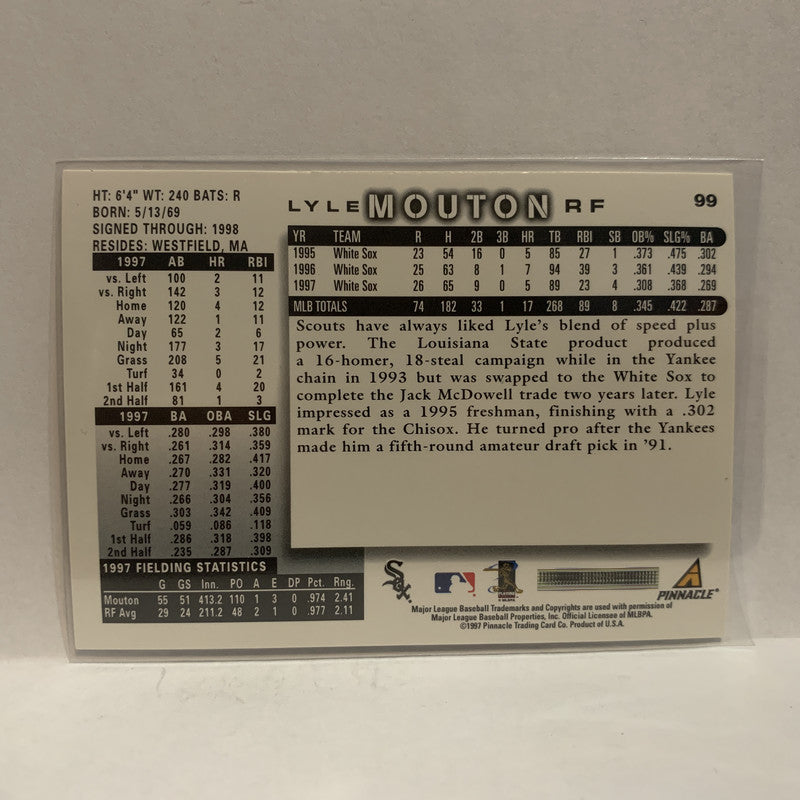 HT: 6'4" WT: 240 BATS: R
BORN: 5/13/69
SIGNED THROUGH: 1998
RESIDES: WESTFIELD, MA
LYLE MOUTON RF
99
1997 AB HR RBI
vs. Left 100 2 11
vs. Right 142 3 12
Home 120 4 12
Away 122 1 11
Day 65 2 6
Night 177 3 17
Grass 208 5 21
Turf 34 0 2
1st Half 161 4 20
2nd Half 81 1 3
1997 BA OBA SLG
vs. Left .280 .298 .380
vs. Right .261 .314 .359
Home .267 .282 .417
Away .270 .331 .320
Day .277 .319 .400
Night .266 .304 .356
Grass .303 .342 .409
Turf .059 .086 .118
1st Half .286 .318 .398
2nd Half .235 .287 .309
1997 FIELDING STATISTICS
G GS Inn. PO A E DP Pct. Rng.
Mouton 55 51 413.2 110 1 3 0 .974 2.41
RF Avg 29 24 211.2 48 2 1 0 .977 2.11
YR TEAM R H 2B 3B HR TB RBI SB OB% SLG% BA
1995 White Sox 23 54 16 0 5 85 27 1 .373 .475 .302
1996 White Sox 25 63 8 1 7 94 39 3 .361 .439 .294
1997 White Sox 26 65 9 0 5 89 23 4 .308 .368 .269
MLB TOTALS 74 182 33 1 17 268 89 8 .345 .422 .287
Scouts have always liked Lyle's blend of speed plus
power. The Louisiana State product produced
a 16-homer, 18-steal campaign while in the Yankee
chain in 1993 but was swapped to the White Sox to
complete the Jack McDowell trade two years later. Lyle
impressed as a 1995 freshman, finishing with a .302
mark for the Chisox. He turned pro after the Yankees
made him a fifth-round amateur draft pick in '91.
Sox
PINNACLE
Major League Baseball Trademarks and Copyrights are used with permission of
Major League Baseball Properties, Inc. Official Licensee of MLBPA.
©1997 Pinnacle Trading Card Co. Product of U.S.A.